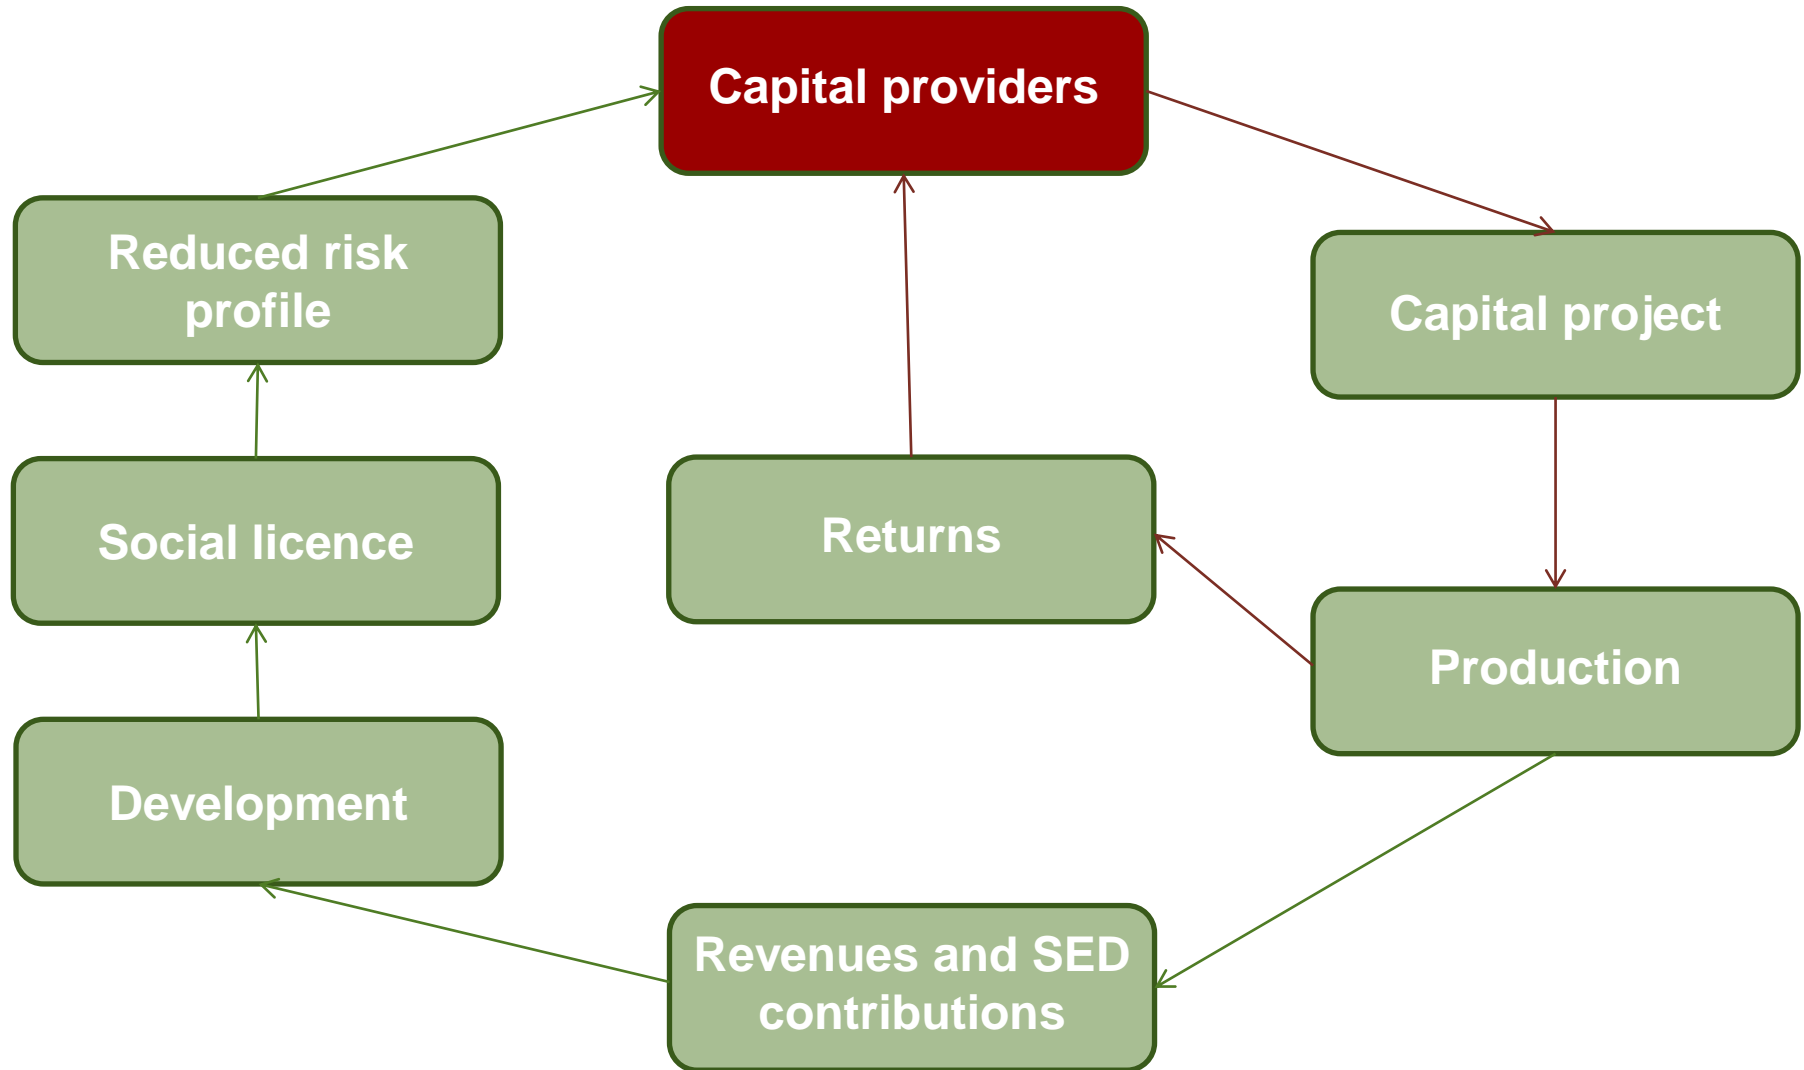 Capital providers
Reduced risk
profile
Capital project
Social licence
Returns
Production
Development
Revenues and SED
contributions